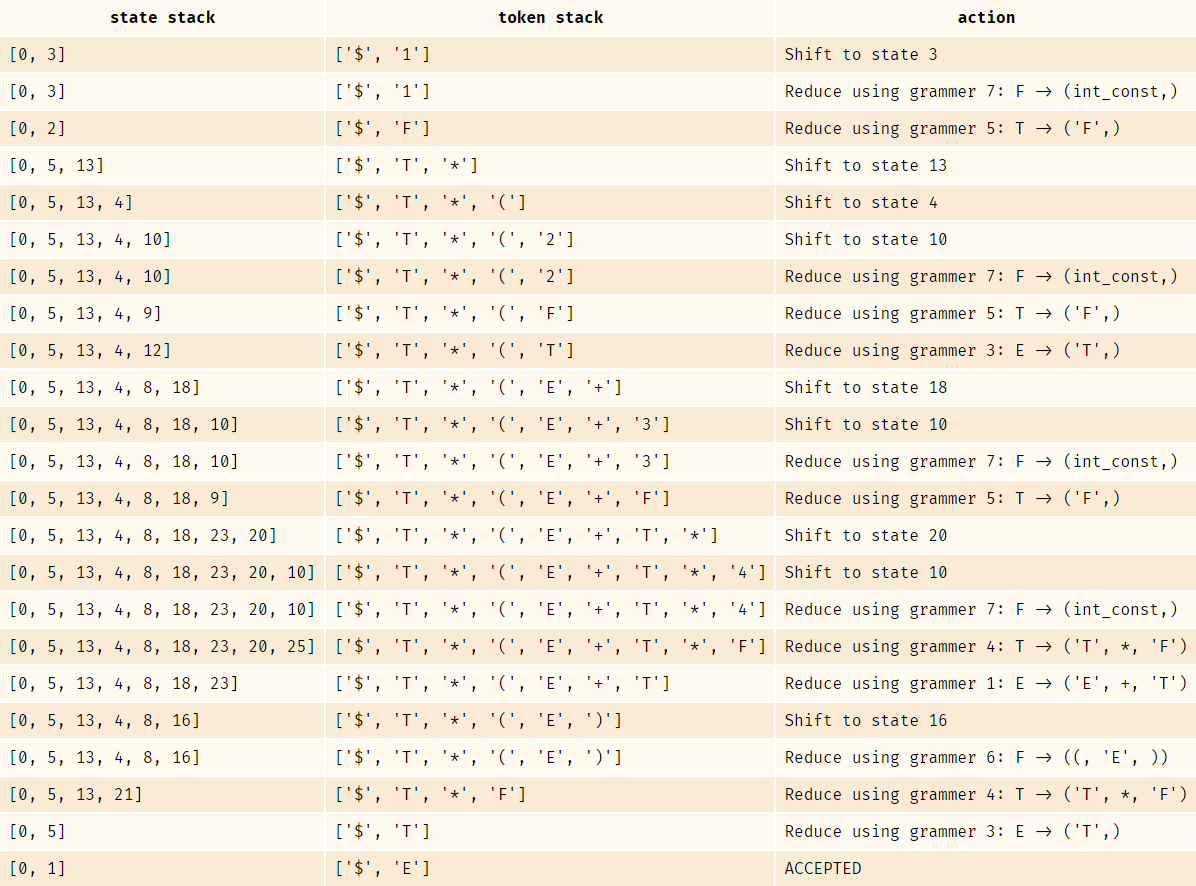 state stack token stack action
[0, 3] ['$', '1'] Shift to state 3
[0, 3] ['$', '1'] Reduce using grammer 7: F → (int_const,)
[0, 2] ['$', 'F'] Reduce using grammer 5: T → ('F',)
[0, 5, 13] ['$', 'T', '*'] Shift to state 13
[0, 5, 13, 4] ['$', 'T', '*', '('] Shift to state 4
[0, 5, 13, 4, 10] ['$', 'T', '*', '(', '2'] Shift to state 10
[0, 5, 13, 4, 10] ['$', 'T', '*', '(', '2'] Reduce using grammer 7: F → (int_const,)
[0, 5, 13, 4, 9] ['$', 'T', '*', '(', 'F'] Reduce using grammer 5: T → ('F',)
[0, 5, 13, 4, 12] ['$', 'T', '*', '(', 'T'] Reduce using grammer 3: E → ('T',)
[0, 5, 13, 4, 8, 18] ['$', 'T', '*', '(', 'E', '+'] Shift to state 18
[0, 5, 13, 4, 8, 18, 10] ['$', 'T', '*', '(', 'E', '+', '3'] Shift to state 10
[0, 5, 13, 4, 8, 18, 10] ['$', 'T', '*', '(', 'E', '+', '3'] Reduce using grammer 7: F → (int_const,)
[0, 5, 13, 4, 8, 18, 9] ['$', 'T', '*', '(', 'E', '+', 'F'] Reduce using grammer 5: T → ('F',)
[0, 5, 13, 4, 8, 18, 23, 20] ['$', 'T', '*', '(', 'E', '+', 'T', '*'] Shift to state 20
[0, 5, 13, 4, 8, 18, 23, 20, 10] ['$', 'T', '*', '(', 'E', '+', 'T', '*', '4'] Shift to state 10
[0, 5, 13, 4, 8, 18, 23, 20, 10] ['$', 'T', '*', '(', 'E', '+', 'T', '*', '4'] Reduce using grammer 7: F → (int_const,)
[0, 5, 13, 4, 8, 18, 23, 20, 25] ['$', 'T', '*', '(', 'E', '+', 'T', '*', 'F'] Reduce using grammer 4: T → ('T', *, 'F')
[0, 5, 13, 4, 8, 18, 23] ['$', 'T', '*', '(', 'E', '+', 'T'] Reduce using grammer 1: E → ('E', +, 'T')
[0, 5, 13, 4, 8, 16] ['$', 'T', '*', '(', 'E', ')'] Shift to state 16
[0, 5, 13, 4, 8, 16] ['$', 'T', '*', '(', 'E', ')'] Reduce using grammer 6: F → ((, 'E', ))
[0, 5, 13, 21] ['$', 'T', '*', 'F'] Reduce using grammer 4: T → ('T', *, 'F')
[0, 5] ['$', 'T'] Reduce using grammer 3: E → ('T',)
[0, 1] ['$', 'E'] ACCEPTED